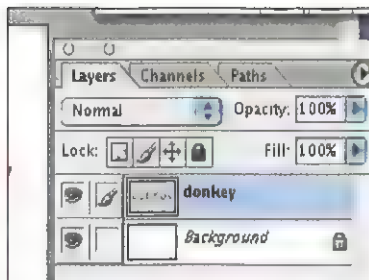 Layers Channels Paths
Normal Opacity: 100%
Lock: Fill: 100%
donkey
Background